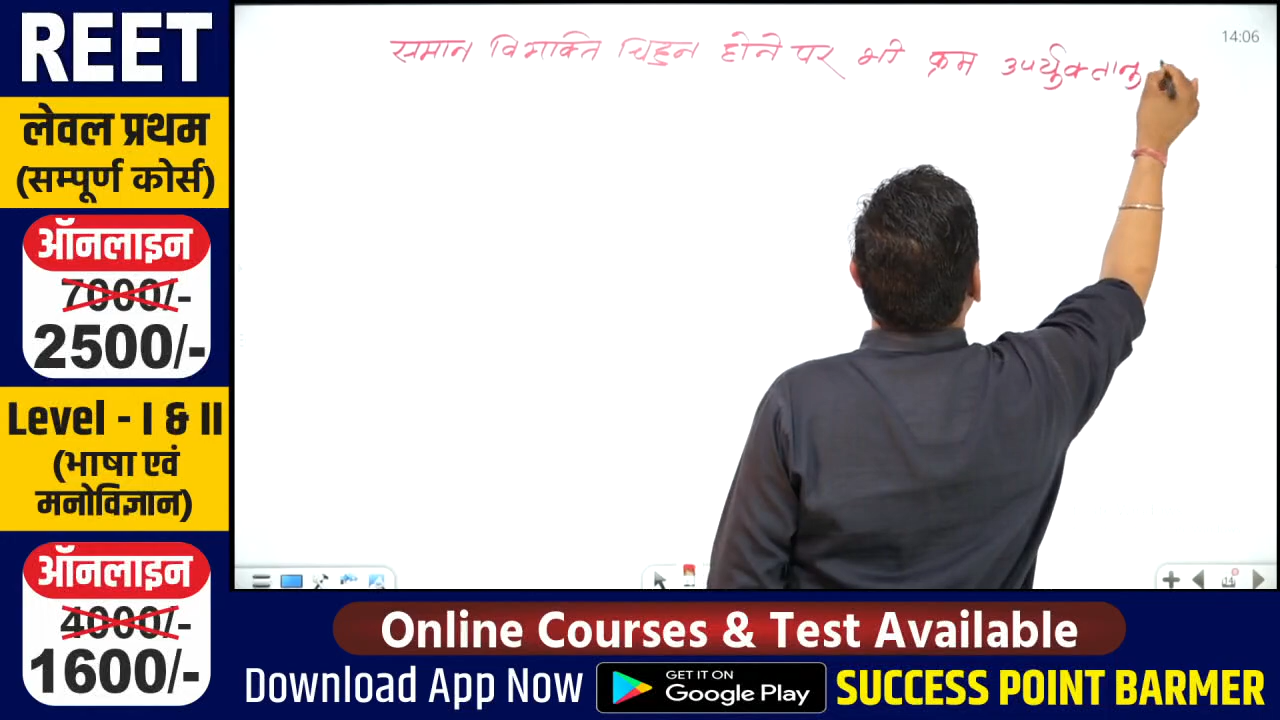 REET
लेवल प्रथम
(सम्पूर्ण कोर्स)
ऑनलाइन
7000/-
2500/-
Level - I & II
(भाषा एवं
मनोविज्ञान)
ऑनलाइन
4000/-
1600/-
समान विभक्ति चिह्न होने पर भी क्रम उपर्युक्तानु
14:06
14
Online Courses & Test Available
Download App Now
GET IT ON
Google Play
SUCCESS POINT BARMER